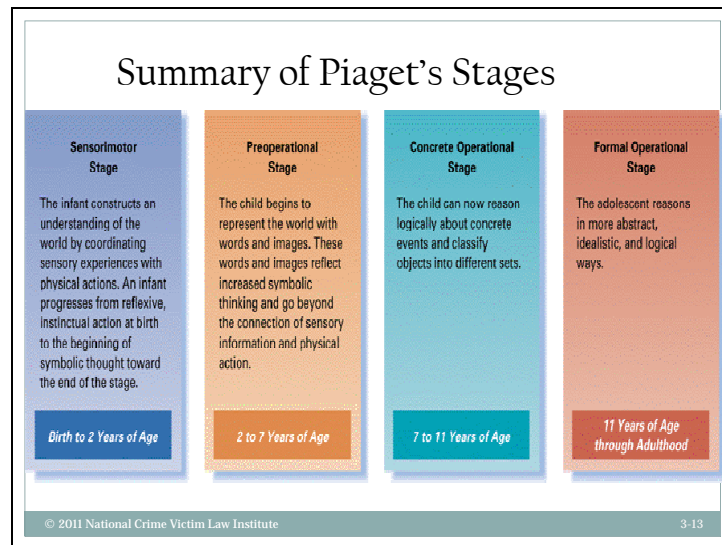 Summary of Piaget's Stages
Sensorimotor
Stage
The infant constructs an
understanding of the
world by coordinating
sensory experiences with
physical actions. An infant
progresses from reflexive,
instinctual action at birth
to the beginning of
symbolic thought toward
the end of the stage.
Birth to 2 Years of Age
Preoperational
Stage
The child begins to
represent the world with
words and images. These
words and images reflect
increased symbolic
thinking and go beyond
the connection of sensory
information and physical
action.
2 to 7 Years of Age
Concrete Operational
Stage
The child can now reason
logically about concrete
events and classify
objects into different sets.
7 to 11 Years of Age
Formal Operational
Stage
The adolescent reasons
in more abstract,
idealistic, and logical
ways.
11 Years of Age
through Adulthood
© 2011 National Crime Victim Law Institute
3-13